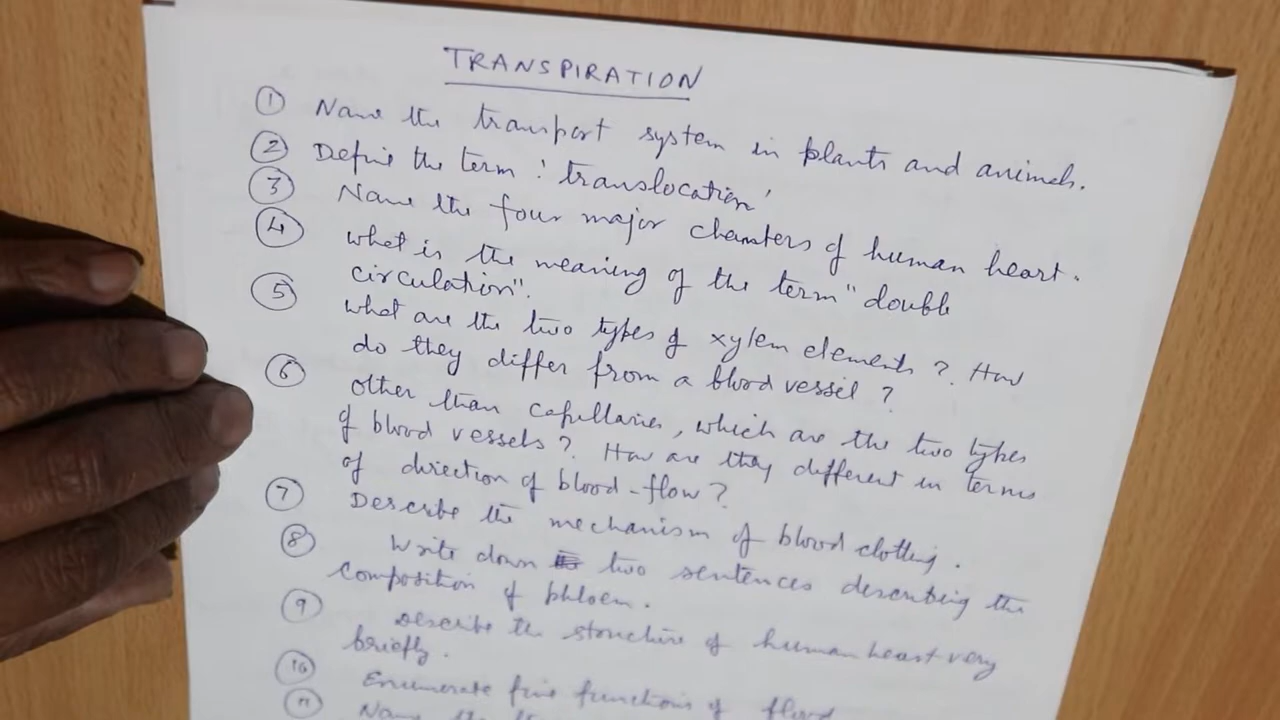 TRANSPIRATION
① Name the transport system in plants and animals.
② Define the term 'translocation'
③ Name the four major chambers of human heart.
④ What is the meaning of the term "double
circulation".
⑤ What are the two types of xylem elements? How
do they differ from a blood vessel?
⑥ Other than capillaries, which are the two types
of blood vessels? How are they different in terms
of direction of blood-flow?
⑦ Describe the mechanism of blood clotting.
⑧ Write down two sentences describing the
composition of phloem.
⑨ Describe the structure of human heart very
briefly.
⑩ Enumerate five functions of blood
⑪ Name the